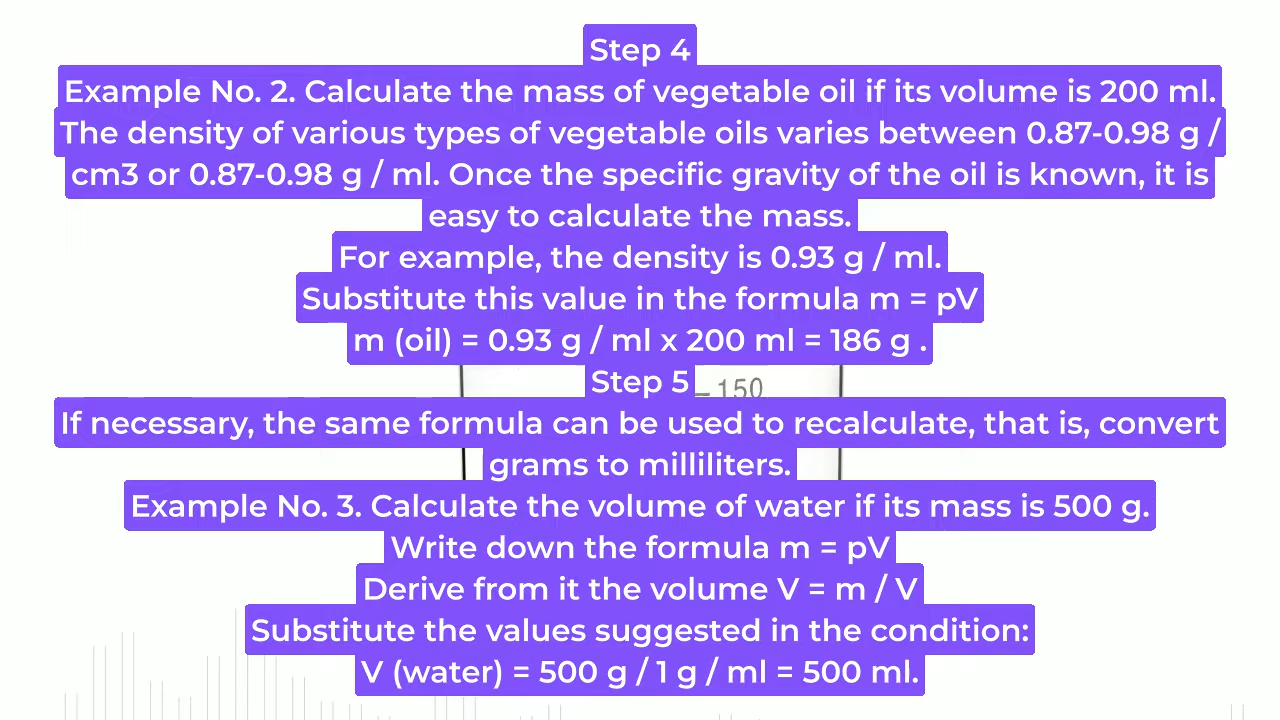 Step 4
Example No. 2. Calculate the mass of vegetable oil if its volume is 200 ml.
The density of various types of vegetable oils varies between 0.87-0.98 g /
cm3 or 0.87-0.98 g / ml. Once the specific gravity of the oil is known, it is
easy to calculate the mass.
For example, the density is 0.93 g / ml.
Substitute this value in the formula m = pV
m (oil) = 0.93 g / ml x 200 ml = 186 g .
Step 5
150
If necessary, the same formula can be used to recalculate, that is, convert
grams to milliliters.
Example No. 3. Calculate the volume of water if its mass is 500 g.
Write down the formula m = pV
Derive from it the volume V = m / V
Substitute the values suggested in the condition:
V (water) = 500 g / 1 g / ml = 500 ml.